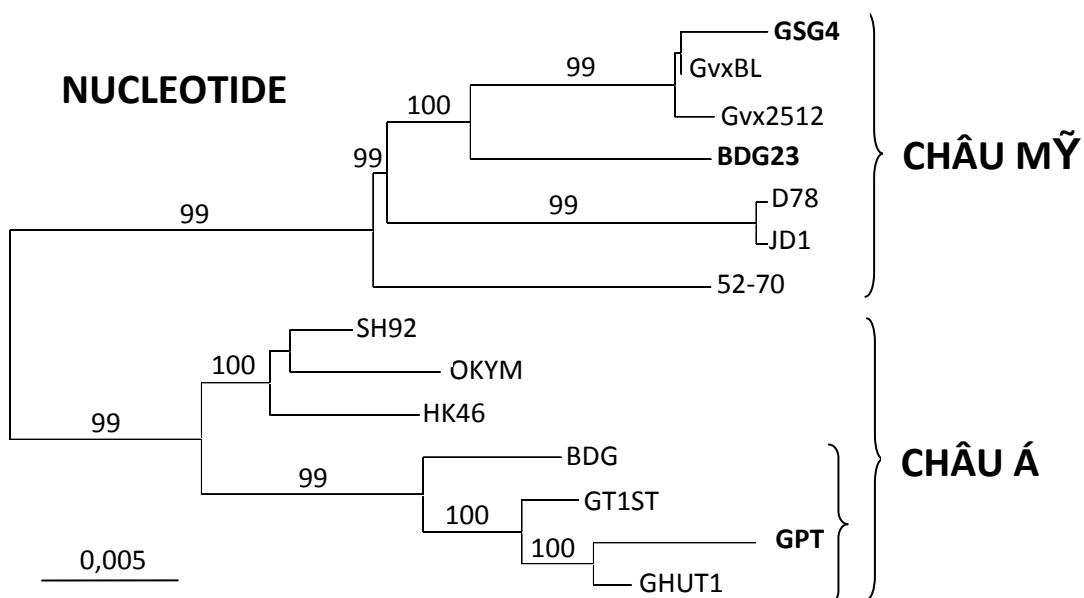 GSG4
NUCLEOTIDE
99
GvxBL
100
Gvx2512
99
BDG23
CHÂU MỸ
99
99
D78
JD1
52-70
SH92
100
OKYM
HK46
99
BDG
CHÂU Á
99
GT1ST
100
GPT
100
0,005
GHUT1